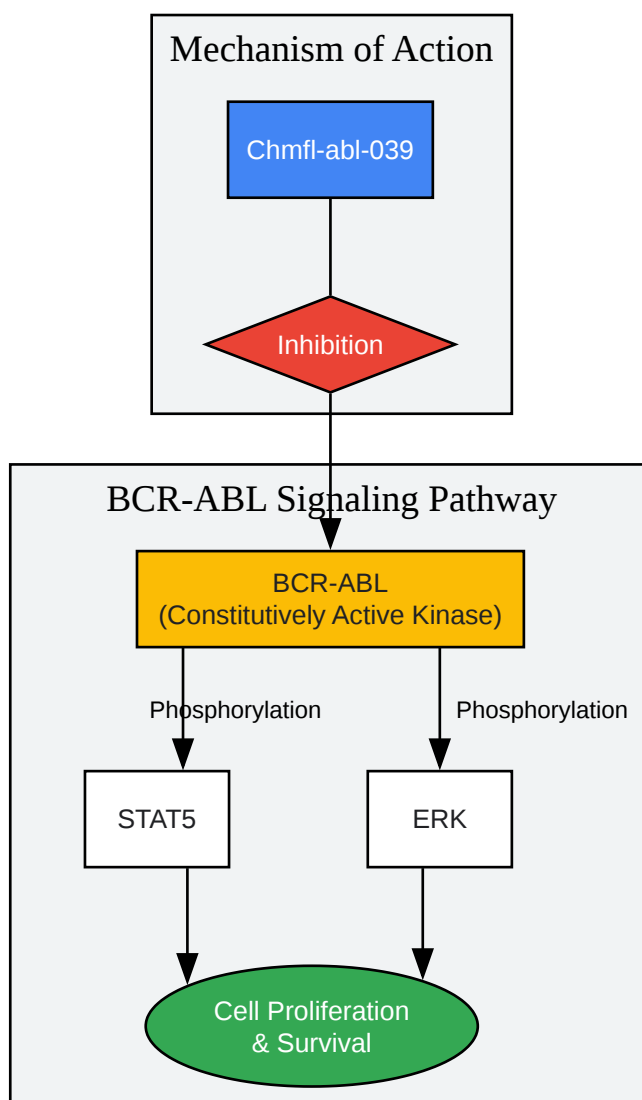 Mechanism of Action
Chmfl-abl-039
Inhibition
BCR-ABL Signaling Pathway
BCR-ABL
(Constitutively Active Kinase)
Phosphorylation
Phosphorylation
STAT5
ERK
Cell Proliferation
& Survival